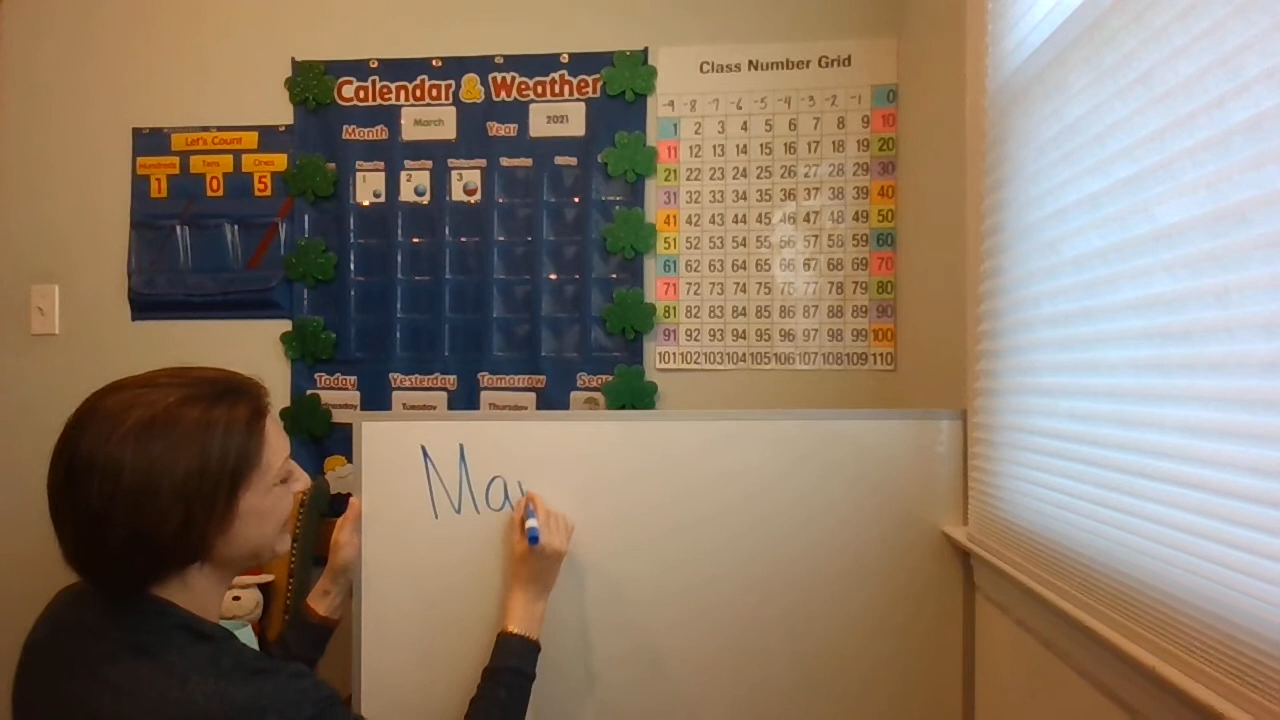 Calendar & Weather
Month March Year 2021
Monday Tuesday Wednesday Thursday Friday
1 2 3
Let's Count
Hundreds Tens Ones
1 0 5
Class Number Grid
-9 -8 -7 -6 -5 -4 -3 -2 -1 0
1 2 3 4 5 6 7 8 9 10
11 12 13 14 15 16 17 18 19 20
21 22 23 24 25 26 27 28 29 30
31 32 33 34 35 36 37 38 39 40
41 42 43 44 45 46 47 48 49 50
51 52 53 54 55 56 57 58 59 60
61 62 63 64 65 66 67 68 69 70
71 72 73 74 75 76 77 78 79 80
81 82 83 84 85 86 87 88 89 90
91 92 93 94 95 96 97 98 99 100
101 102 103 104 105 106 107 108 109 110
Today Yesterday Tomorrow
Tuesday Thursday
Mar